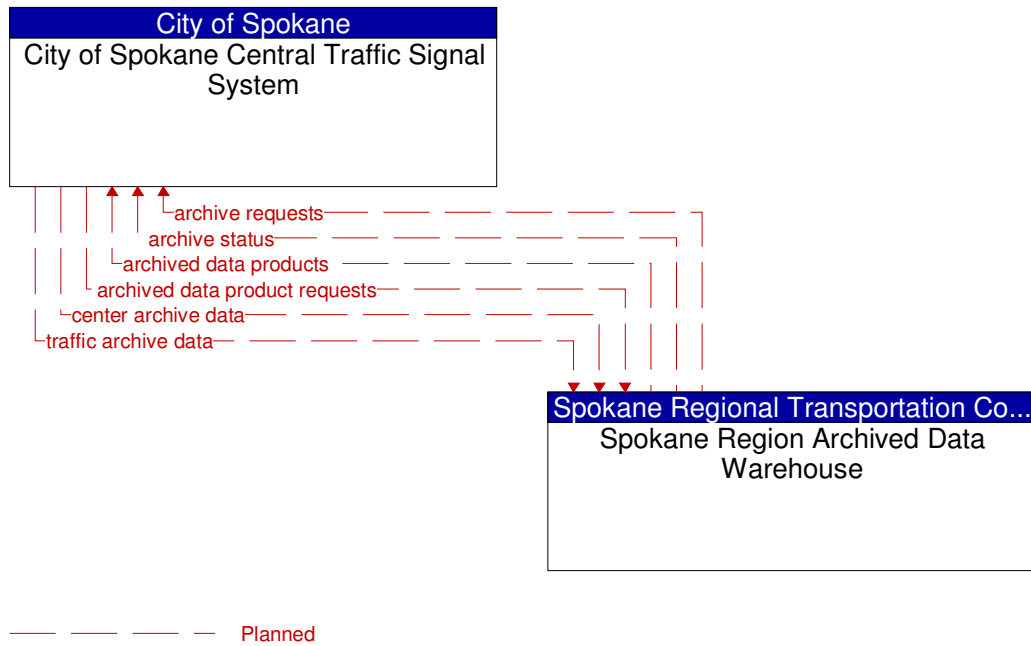 City of Spokane
City of Spokane Central Traffic Signal
System
archive requests
archive status
archived data products
archived data product requests
center archive data
traffic archive data
Spokane Regional Transportation Co...
Spokane Region Archived Data
Warehouse
Planned